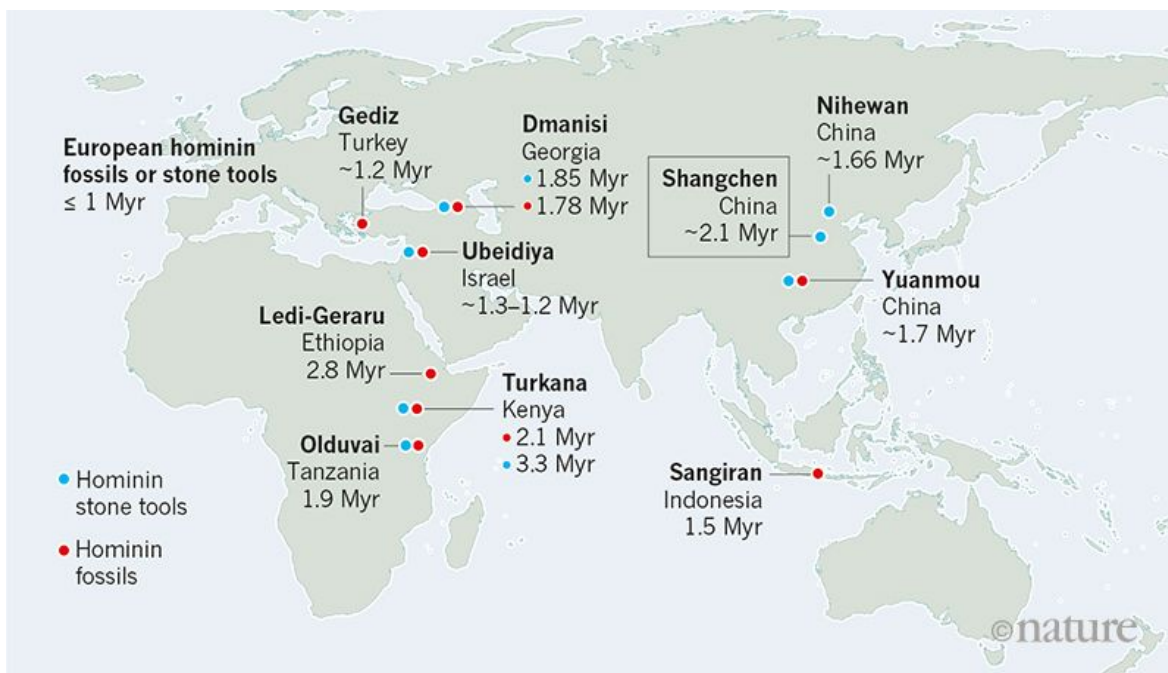 European hominin
fossils or stone tools
≤ 1 Myr
Gediz
Turkey
~1.2 Myr
Dmanisi
Georgia
1.85 Myr
1.78 Myr
Nihewan
China
~1.66 Myr
Shangchen
China
~2.1 Myr
Ubeidiya
Israel
~1.3–1.2 Myr
Yuanmou
China
~1.7 Myr
Ledi-Geraru
Ethiopia
2.8 Myr
Turkana
Kenya
2.1 Myr
3.3 Myr
Olduvai
Tanzania
1.9 Myr
Sangiran
Indonesia
1.5 Myr
Hominin
stone tools
Hominin
fossils
©nature